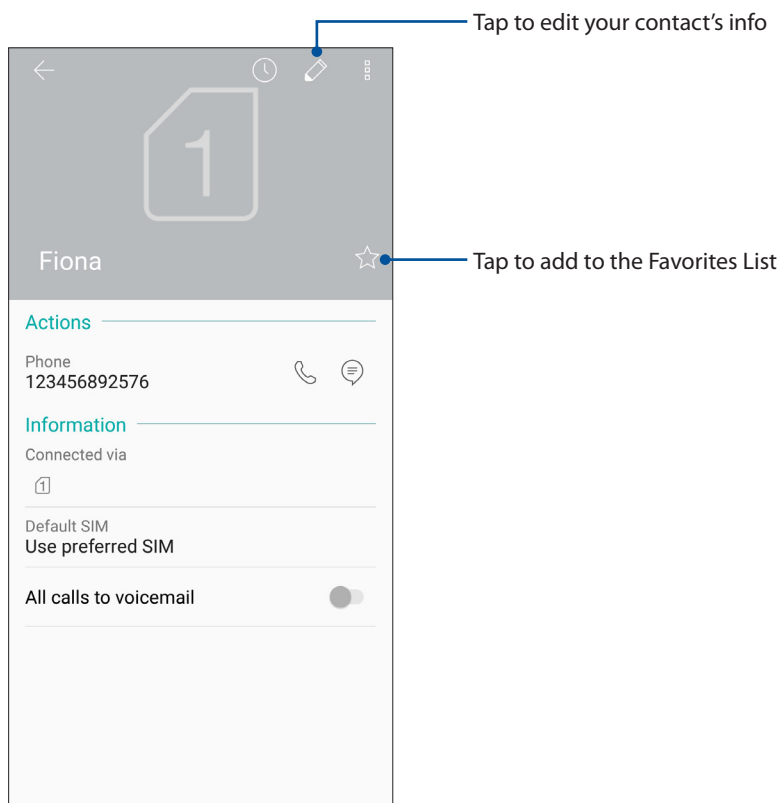 Tap to edit your contact’s info
1
Fiona
Tap to add to the Favorites List
Actions
Phone
123456892576
Information
Connected via
1
Default SIM
Use preferred SIM
All calls to voicemail